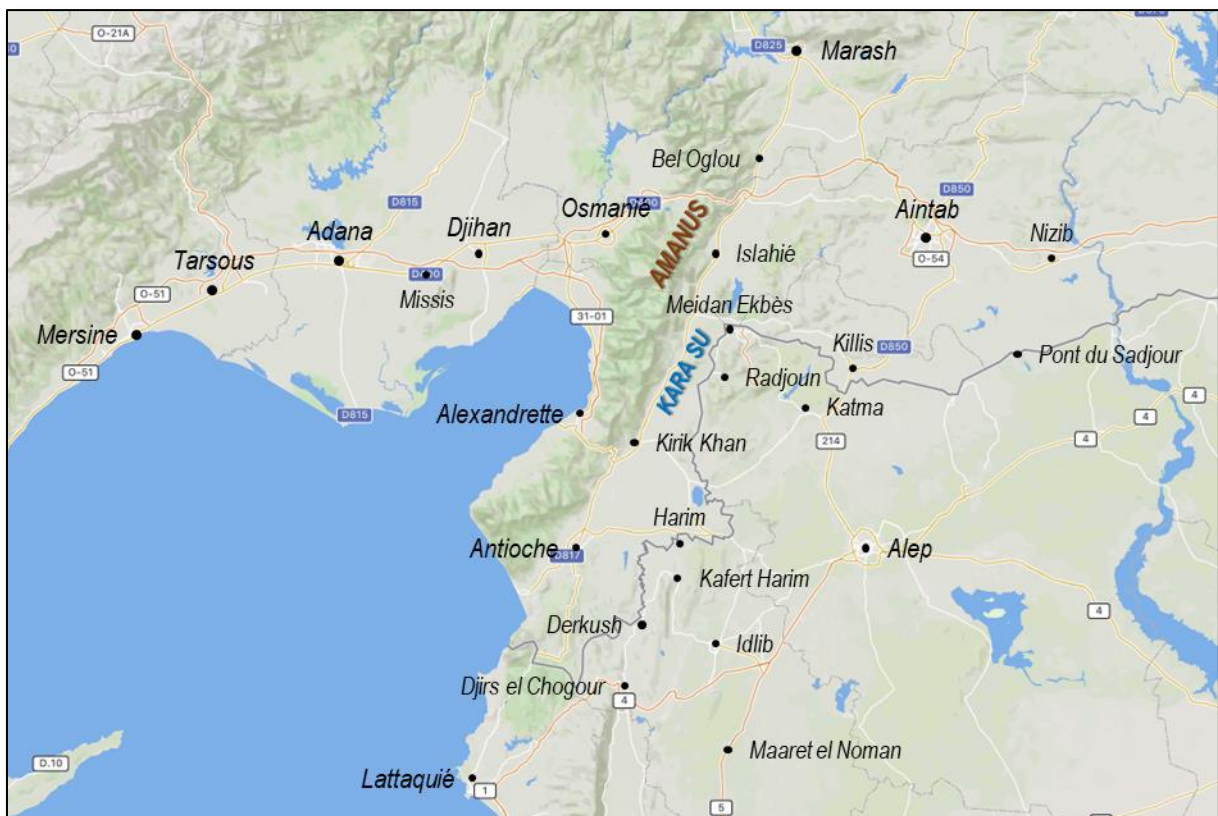 O-21A
D825
Marash
Bel Oglou
D815
D850
Osmanié
AMANUS
Aintab
Adana
Djihan
Nizib
Islahié
O-54
Tarsous
Missis
O-51
Meidan Ekbès
31-01
Mersine
KARA SU
Killis
D850
Pont du Sadjour
O-51
Radjoun
4
Alexandrette
D815
Katma
4
214
Kirik Khan
Harim
Antioche
D817
Alep
Kafert Harim
4
Derkush
Idlib
Djirs el Chogour
4
Maaret el Noman
D.10
Lattaquié
1
5